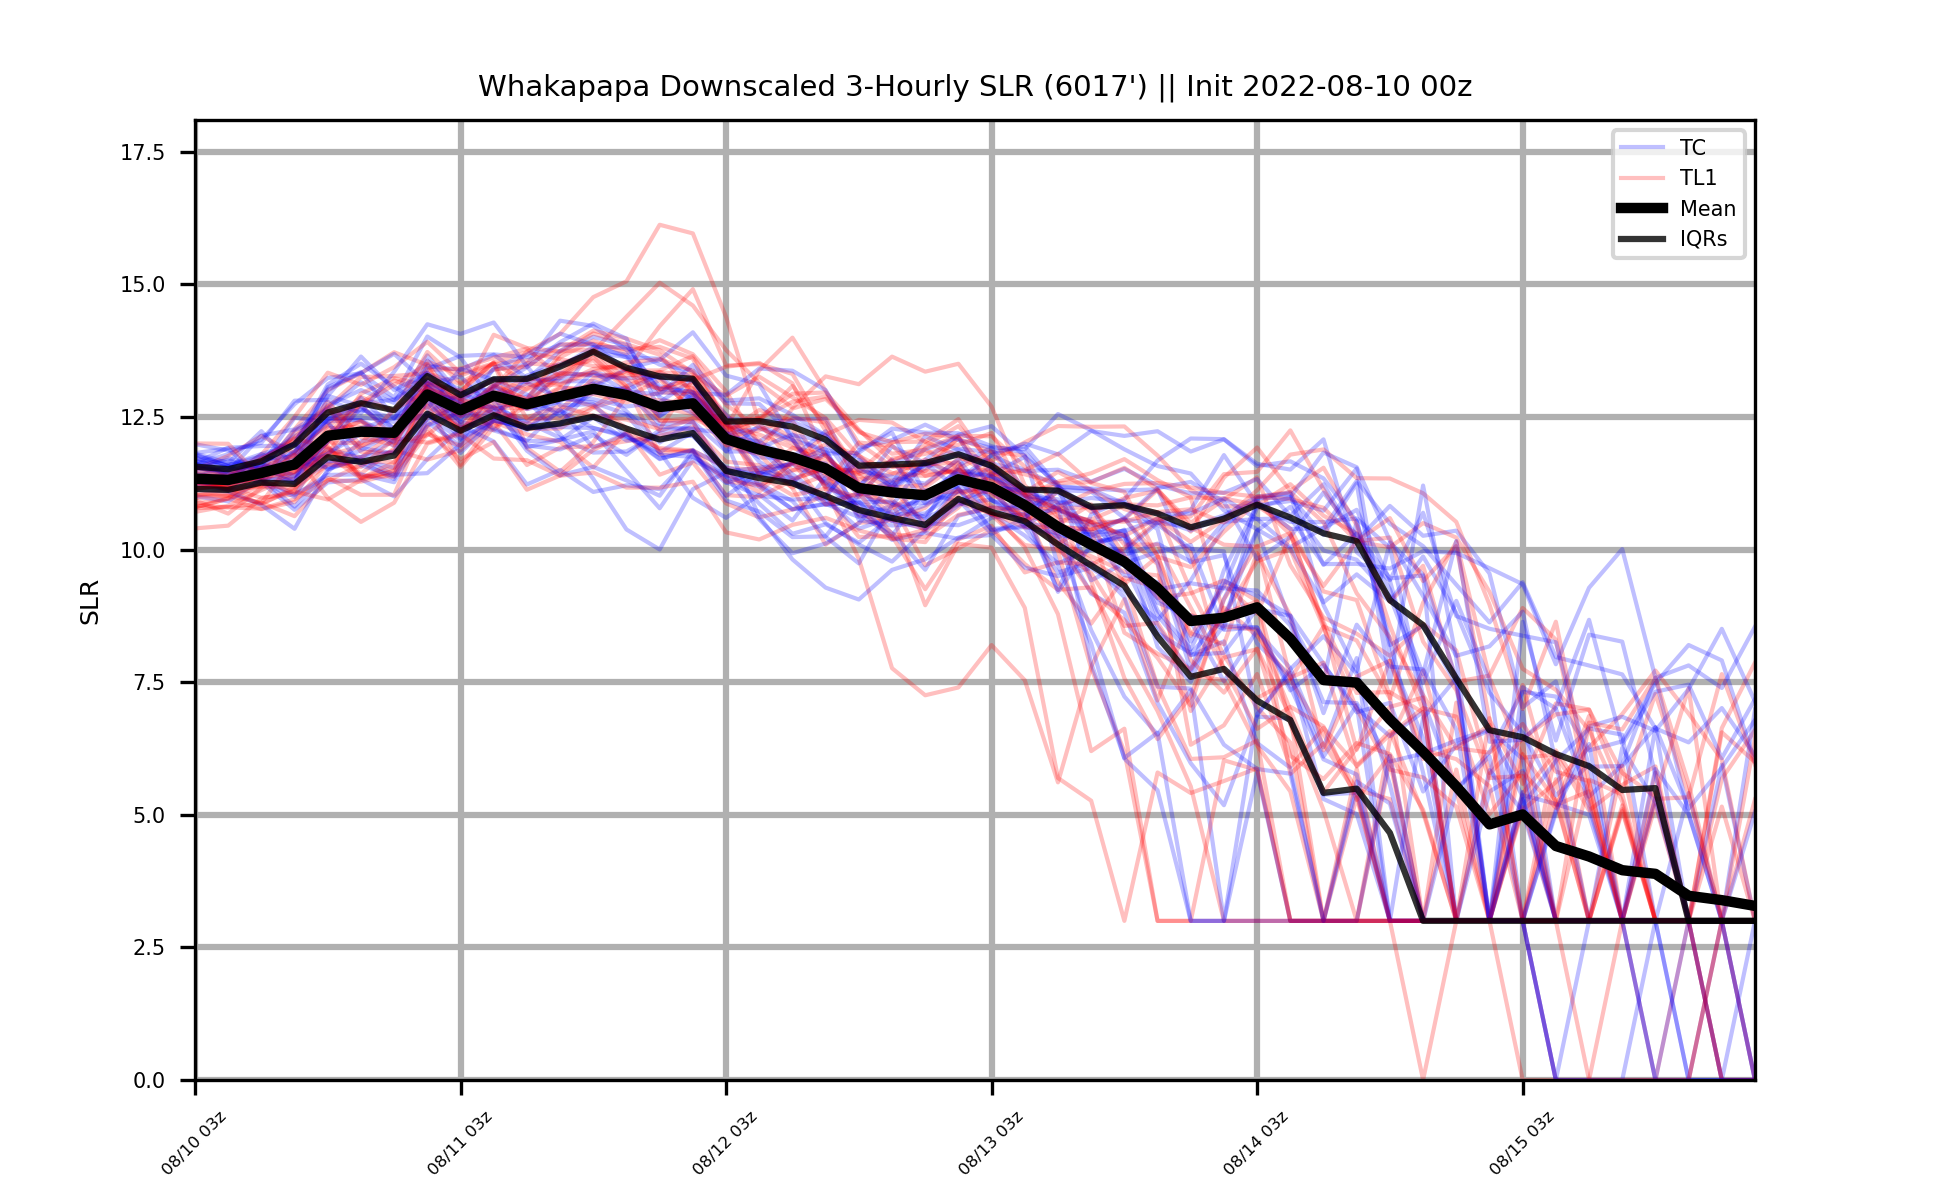 Whakapapa Downscaled 3-Hourly SLR (6017') || Init 2022-08-10 00z
TC
TL1
Mean
IQRs
SLR
17.5
15.0
12.5
10.0
7.5
5.0
2.5
0.0
08/10 03z
08/11 03z
08/12 03z
08/13 03z
08/14 03z
08/15 03z